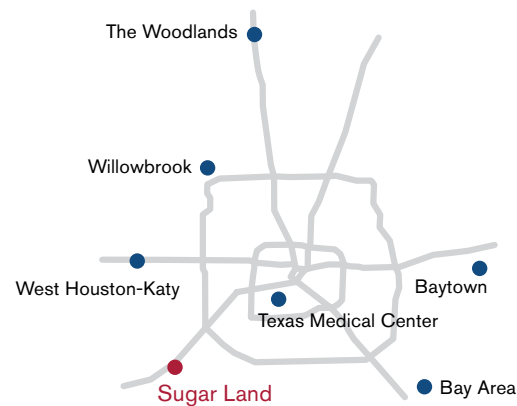 The Woodlands
Willowbrook
West Houston-Katy
Baytown
Texas Medical Center
Sugar Land
Bay Area